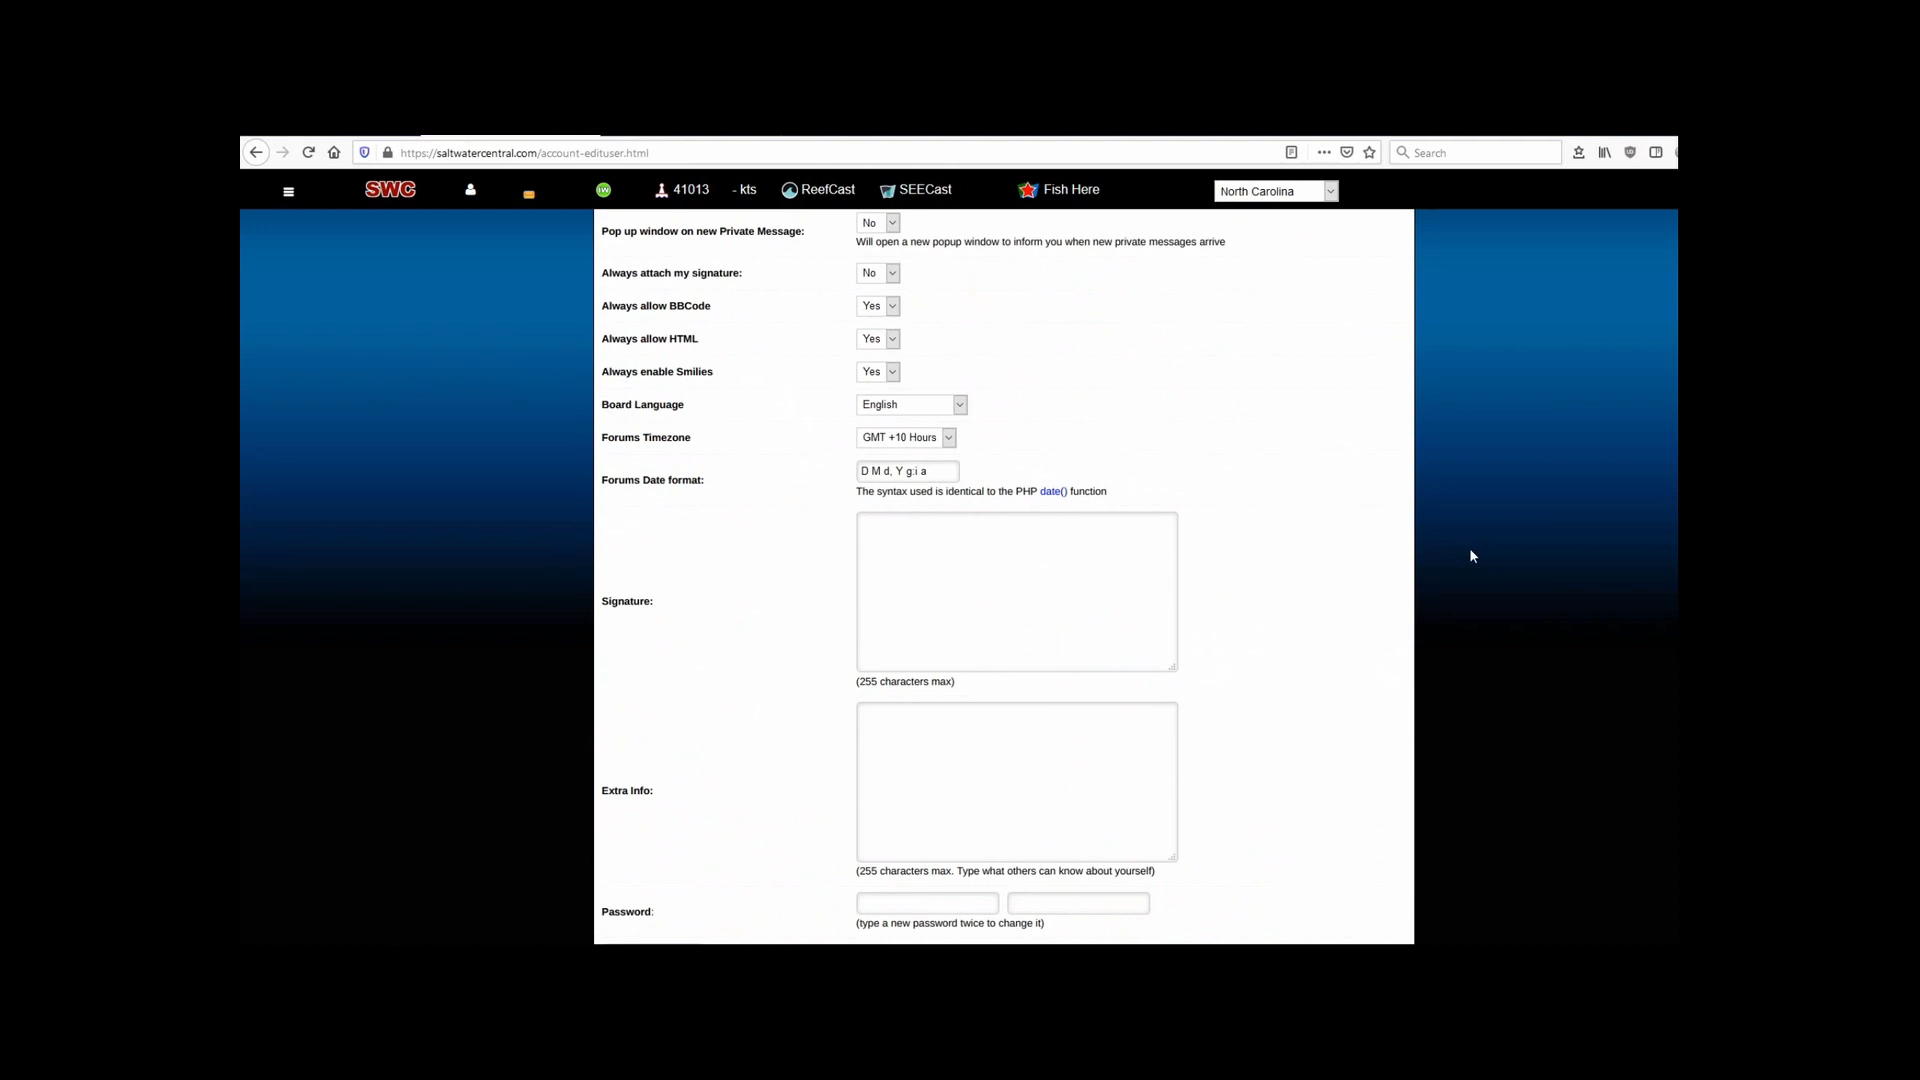 https://saltwatercentral.com/account-edituser.html
Search
SWC
41013
- kts
ReefCast
SEECast
Fish Here
North Carolina
Pop up window on new Private Message:
No
Will open a new popup window to inform you when new private messages arrive
Always attach my signature:
No
Always allow BBCode
Yes
Always allow HTML
Yes
Always enable Smilies
Yes
Board Language
English
Forums Timezone
GMT +10 Hours
Forums Date format:
D M d, Y g:i a
The syntax used is identical to the PHP date() function
Signature:
(255 characters max)
Extra Info:
(255 characters max. Type what others can know about yourself)
Password:
(type a new password twice to change it)